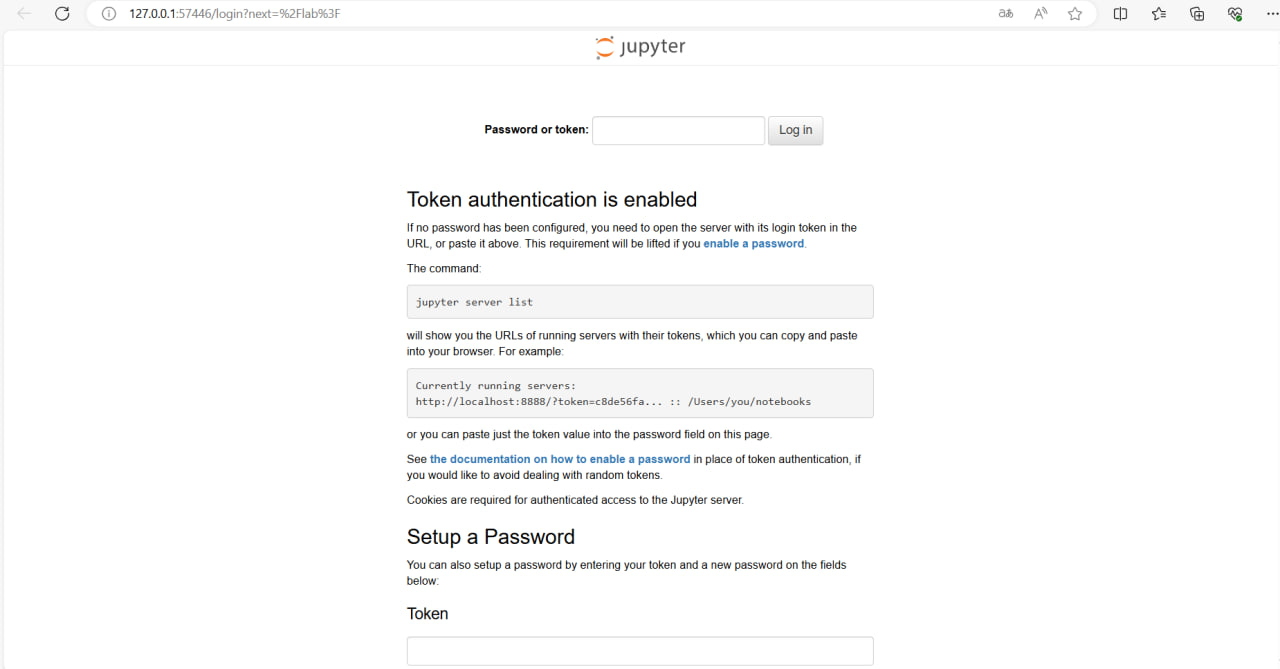 127.0.0.1:57446/login?next=%2Flab%3F
jupyter
Password or token:
Log in
Token authentication is enabled
If no password has been configured, you need to open the server with its login token in the
URL, or paste it above. This requirement will be lifted if you enable a password.
The command:
jupyter server list
will show you the URLs of running servers with their tokens, which you can copy and paste
into your browser. For example:
Currently running servers:
http://localhost:8888/?token=c8de56fa... :: /Users/you/notebooks
or you can paste just the token value into the password field on this page.
See the documentation on how to enable a password in place of token authentication, if
you would like to avoid dealing with random tokens.
Cookies are required for authenticated access to the Jupyter server.
Setup a Password
You can also setup a password by entering your token and a new password on the fields
below:
Token